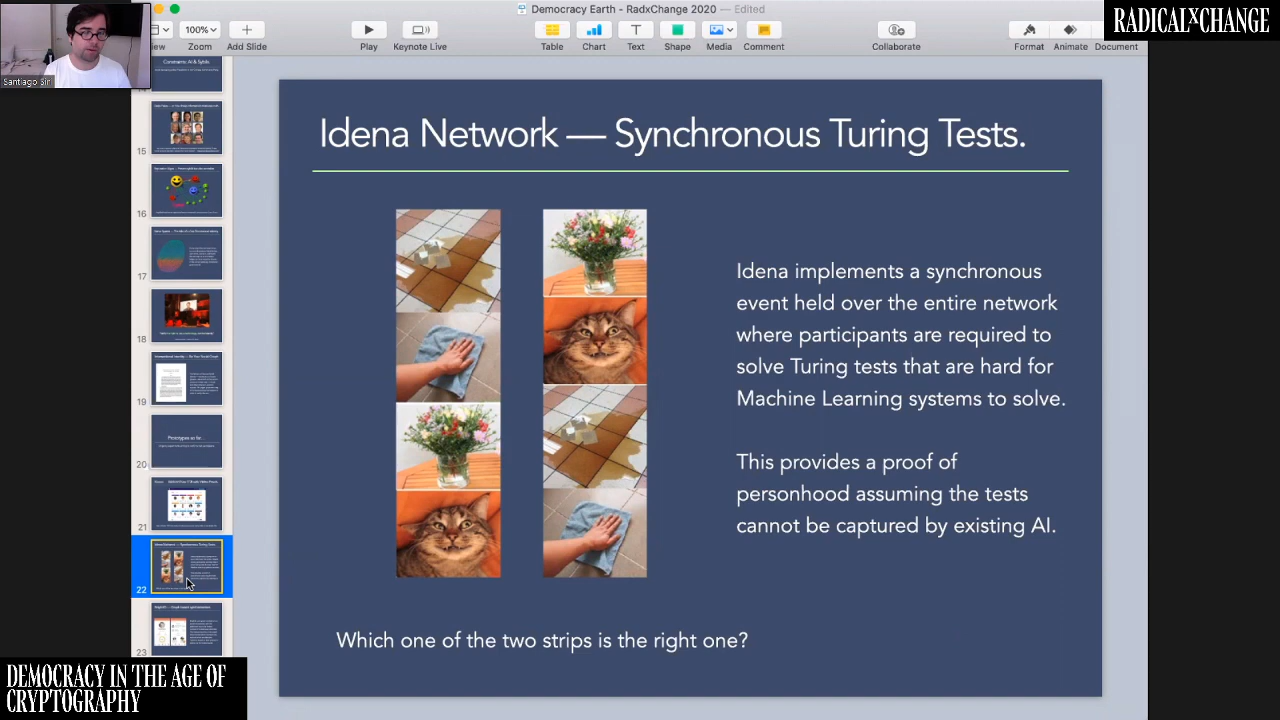 Democracy Earth - RadxChange 2020 — Edited
RADICALXCHANGE
100%
Zoom
Add Slide
Play
Keynote Live
Table
Chart
Text
Shape
Media
Comment
Collaborate
Format
Animate
Document
Santiago Siri
Idena Network — Synchronous Turing Tests.
Idena implements a synchronous
event held over the entire network
where participants are required to
solve Turing tests that are hard for
Machine Learning systems to solve.
This provides a proof of
personhood assuming the tests
cannot be captured by existing AI.
Which one of the two strips is the right one?
15
16
17
18
19
Prototypes so far...
20
21
22
23
DEMOCRACY IN THE AGE OF
CRYPTOGRAPHY